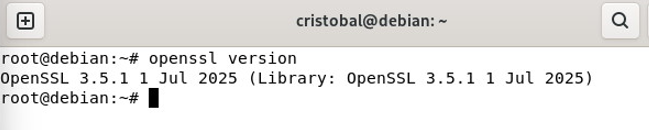 cristobal@debian: ~
root@debian:~# openssl version
OpenSSL 3.5.1 1 Jul 2025 (Library: OpenSSL 3.5.1 1 Jul 2025)
root@debian:~#